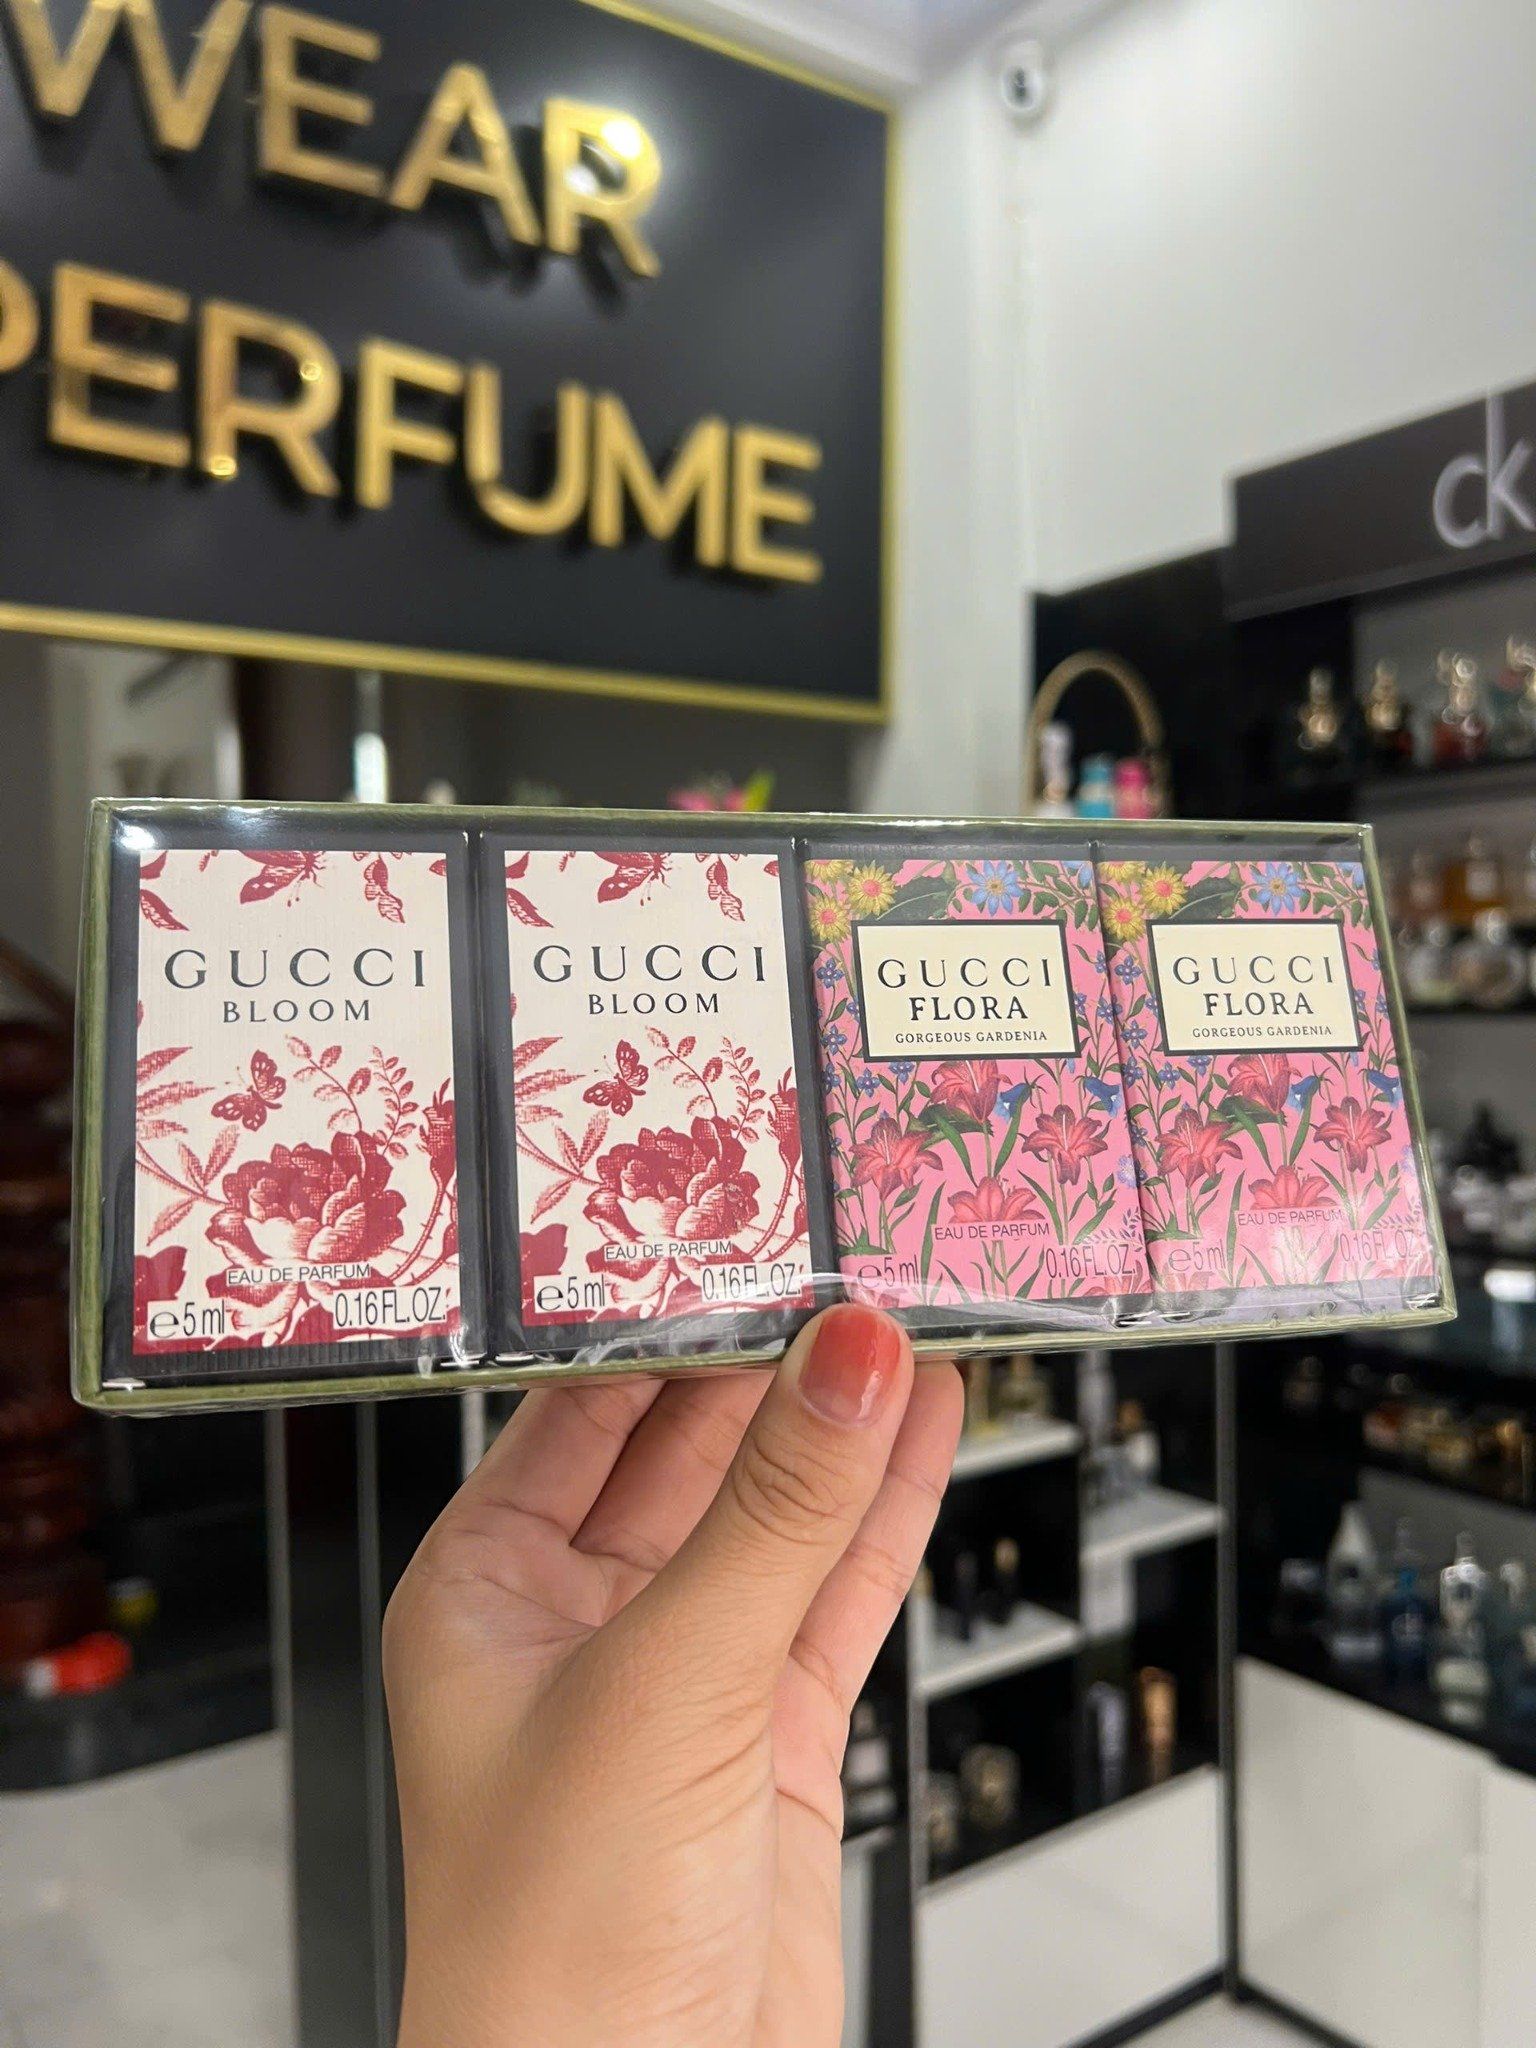 WEAR
PERFUME
ck
GUCCI
BLOOM
EAU DE PARFUM
e5ml 0.16FL.OZ.
GUCCI
BLOOM
EAU DE PARFUM
e5ml 0.16FL.OZ.
GUCCI
FLORA
GORGEOUS GARDENIA
EAU DE PARFUM
e5ml 0.16FL.OZ.
GUCCI
FLORA
GORGEOUS GARDENIA
EAU DE PARFUM
e5ml 0.16FL.OZ.